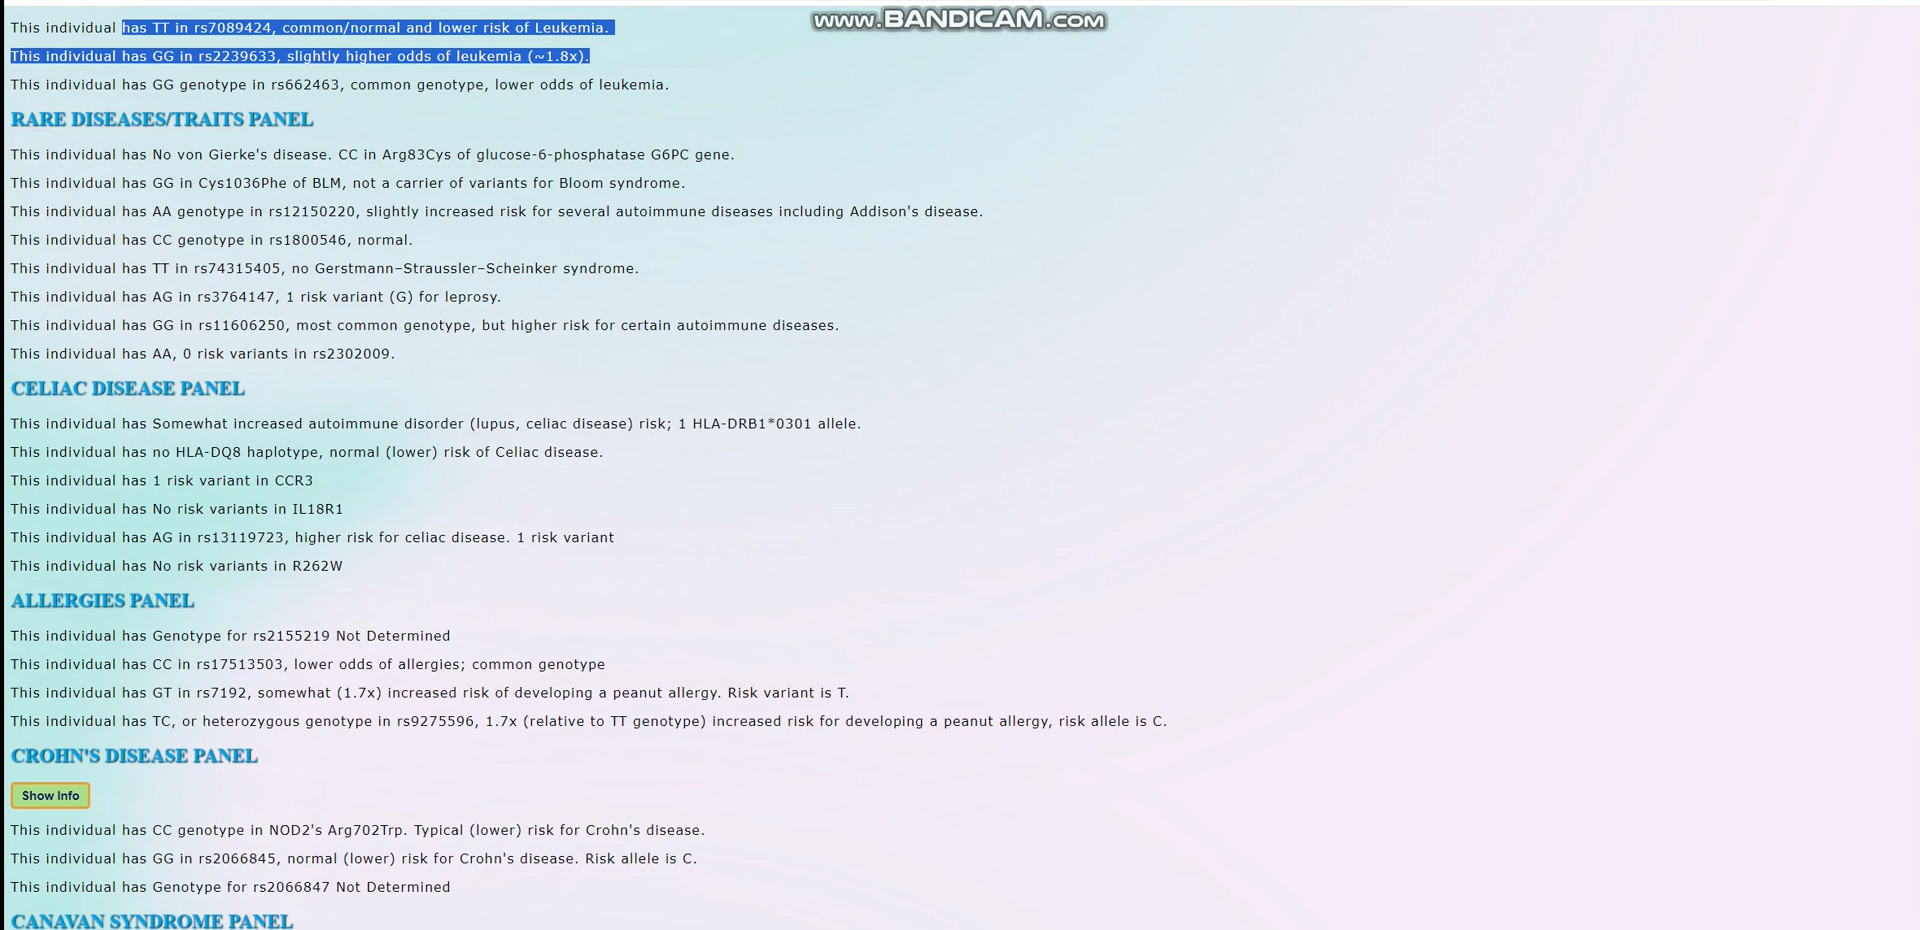 www.BANDICAM.com
This individual has TT in rs7089424, common/normal and lower risk of Leukemia.
This individual has GG in rs2239633, slightly higher odds of leukemia (~1.8x).
This individual has GG genotype in rs662463, common genotype, lower odds of leukemia.
RARE DISEASES/TRAITS PANEL
This individual has No von Gierke's disease. CC in Arg83Cys of glucose-6-phosphatase G6PC gene.
This individual has GG in Cys1036Phe of BLM, not a carrier of variants for Bloom syndrome.
This individual has AA genotype in rs12150220, slightly increased risk for several autoimmune diseases including Addison's disease.
This individual has CC genotype in rs1800546, normal.
This individual has TT in rs74315405, no Gerstmann–Straussler–Scheinker syndrome.
This individual has AG in rs3764147, 1 risk variant (G) for leprosy.
This individual has GG in rs11606250, most common genotype, but higher risk for certain autoimmune diseases.
This individual has AA, 0 risk variants in rs2302009.
CELIAC DISEASE PANEL
This individual has Somewhat increased autoimmune disorder (lupus, celiac disease) risk; 1 HLA-DRB1*0301 allele.
This individual has no HLA-DQ8 haplotype, normal (lower) risk of Celiac disease.
This individual has 1 risk variant in CCR3
This individual has No risk variants in IL18R1
This individual has AG in rs13119723, higher risk for celiac disease. 1 risk variant
This individual has No risk variants in R262W
ALLERGIES PANEL
This individual has Genotype for rs2155219 Not Determined
This individual has CC in rs17513503, lower odds of allergies; common genotype
This individual has GT in rs7192, somewhat (1.7x) increased risk of developing a peanut allergy. Risk variant is T.
This individual has TC, or heterozygous genotype in rs9275596, 1.7x (relative to TT genotype) increased risk for developing a peanut allergy, risk allele is C.
CROHN'S DISEASE PANEL
Show Info
This individual has CC genotype in NOD2's Arg702Trp. Typical (lower) risk for Crohn's disease.
This individual has GG in rs2066845, normal (lower) risk for Crohn's disease. Risk allele is C.
This individual has Genotype for rs2066847 Not Determined
CANAVAN SYNDROME PANEL